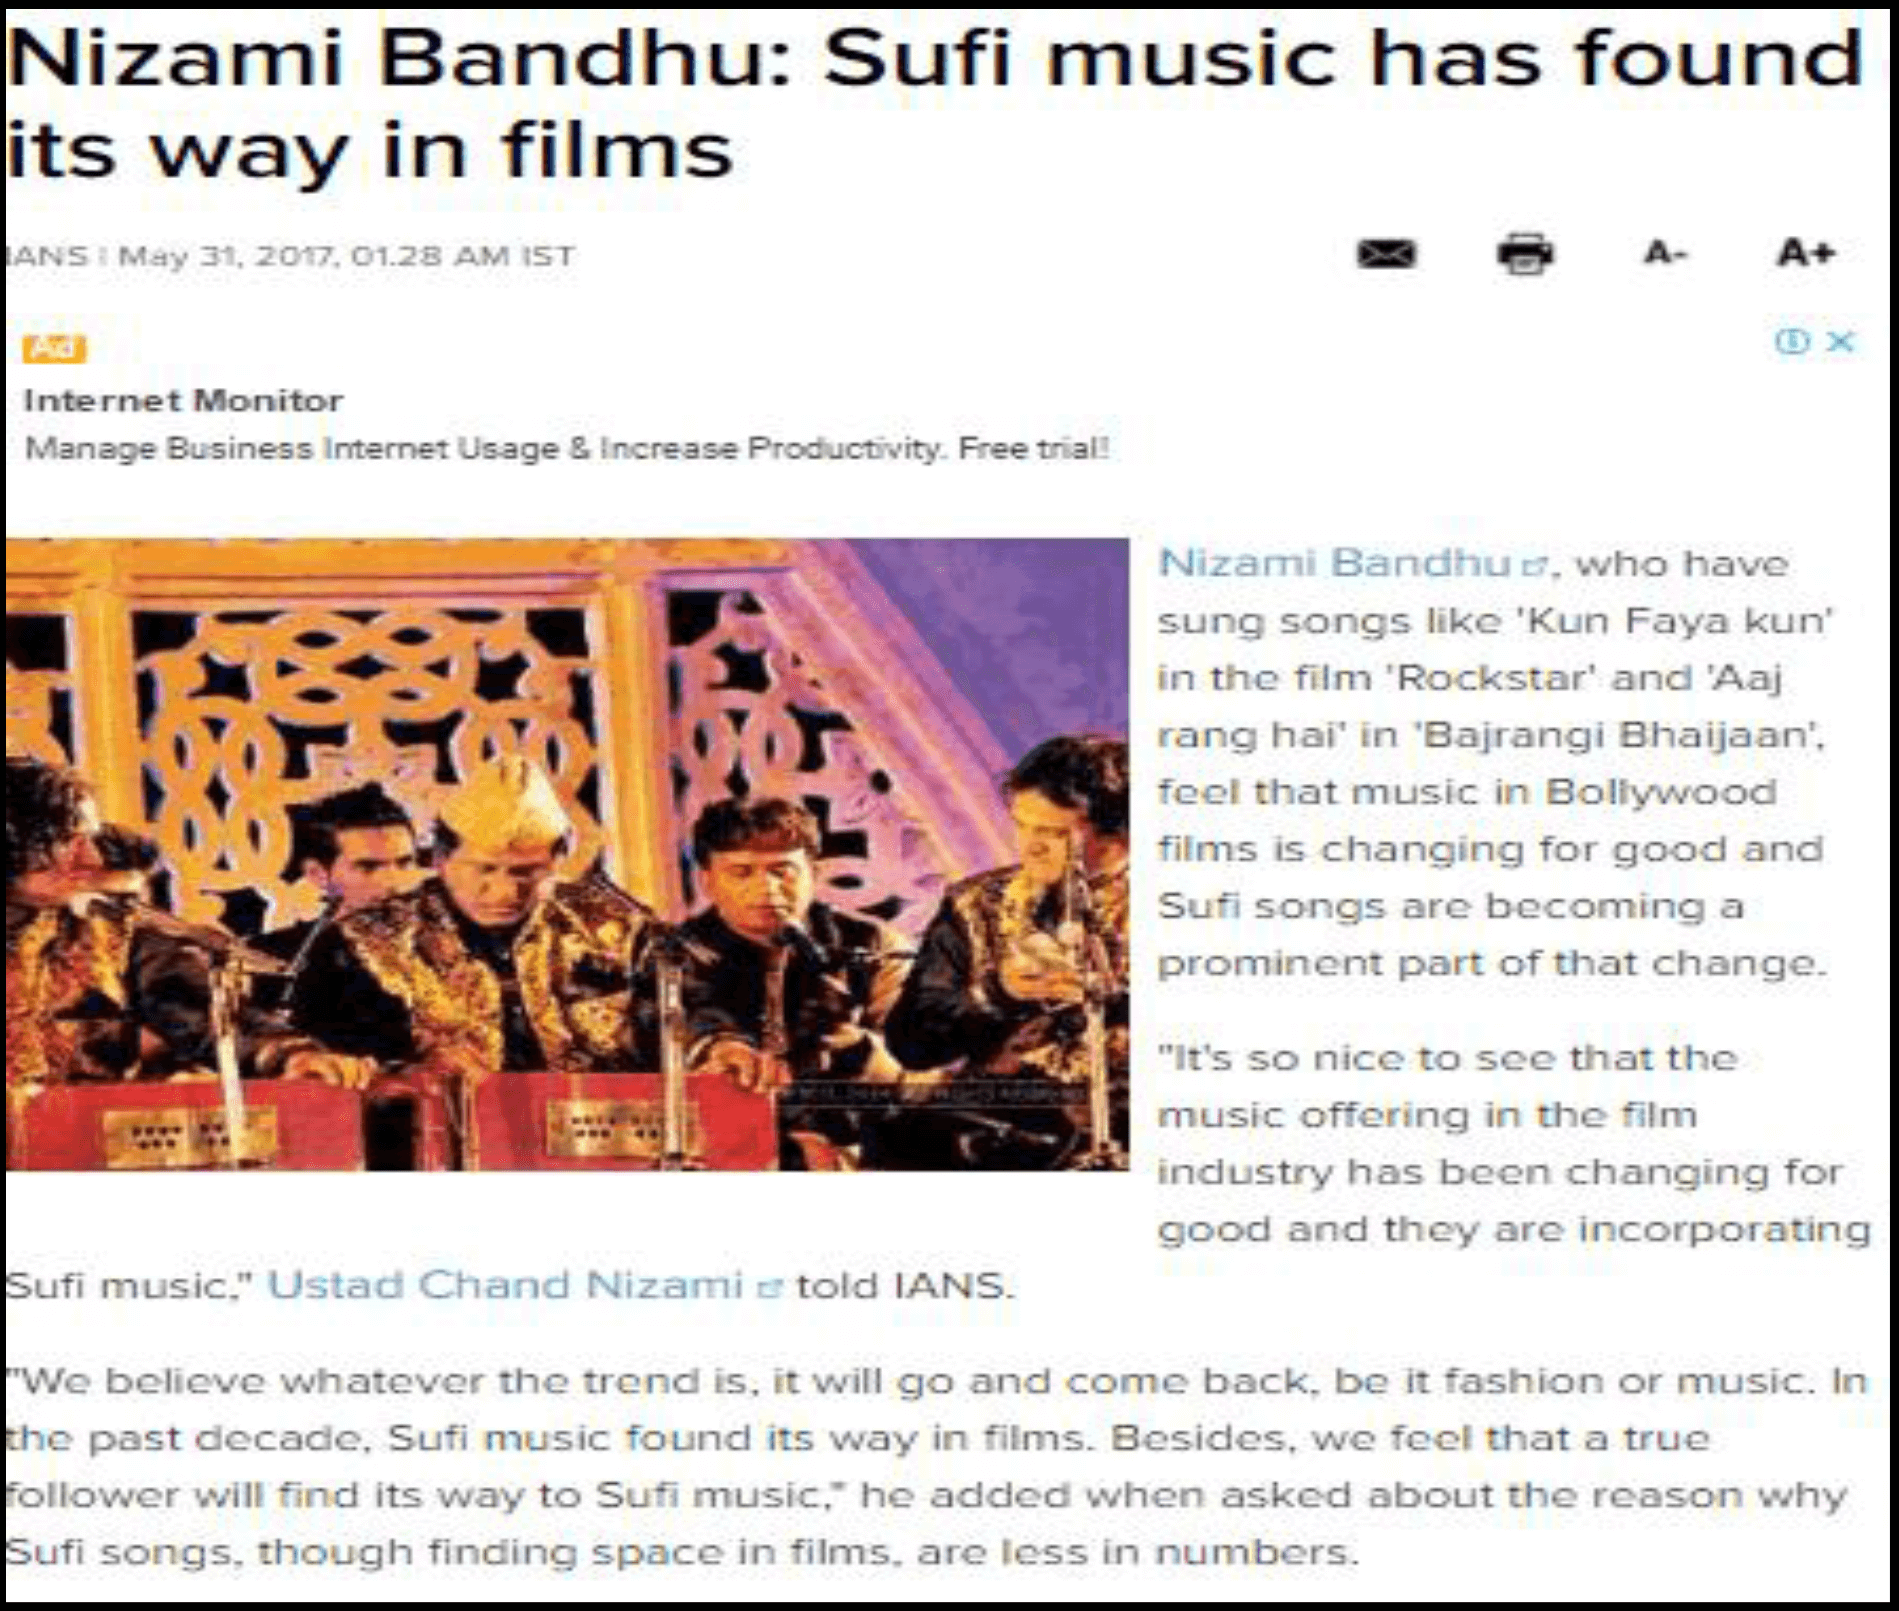 Nizami Bandhu: Sufi music has found
its way in films
IANS | May 31, 2017, 01.28 AM IST
A-
A+
Ad
Internet Monitor
Manage Business Internet Usage & Increase Productivity. Free trial!
Nizami Bandhu, who have
sung songs like 'Kun Faya kun'
in the film 'Rockstar' and 'Aaj
rang hai' in 'Bajrangi Bhaijaan',
feel that music in Bollywood
films is changing for good and
Sufi songs are becoming a
prominent part of that change.
"It's so nice to see that the
music offering in the film
industry has been changing for
good and they are incorporating
Sufi music," Ustad Chand Nizami told IANS.
"We believe whatever the trend is, it will go and come back, be it fashion or music. In
the past decade, Sufi music found its way in films. Besides, we feel that a true
follower will find its way to Sufi music," he added when asked about the reason why
Sufi songs, though finding space in films, are less in numbers.